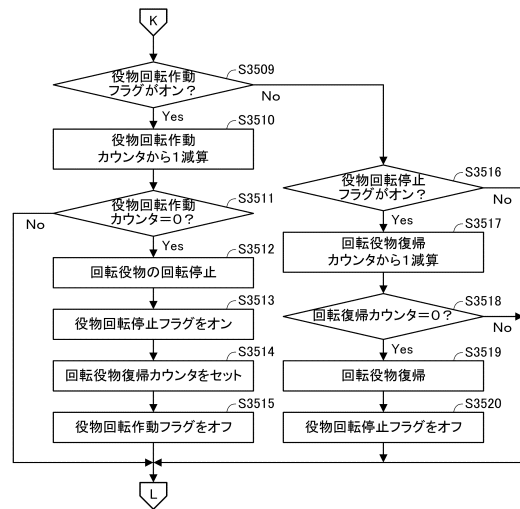 K
S3509
役物回転作動
フラグがオン?
No
Yes
S3510
役物回転作動
カウンタから1減算
S3511
役物回転作動
カウンタ=0?
No
Yes
S3512
回転役物の回転停止
S3513
役物回転停止フラグをオン
S3514
回転役物復帰カウンタをセット
S3515
役物回転作動フラグをオフ
S3516
役物回転停止
フラグがオン?
No
Yes
S3517
回転役物復帰
カウンタから1減算
S3518
回転復帰カウンタ=0?
No
Yes
S3519
回転役物復帰
S3520
役物回転停止フラグをオフ
L